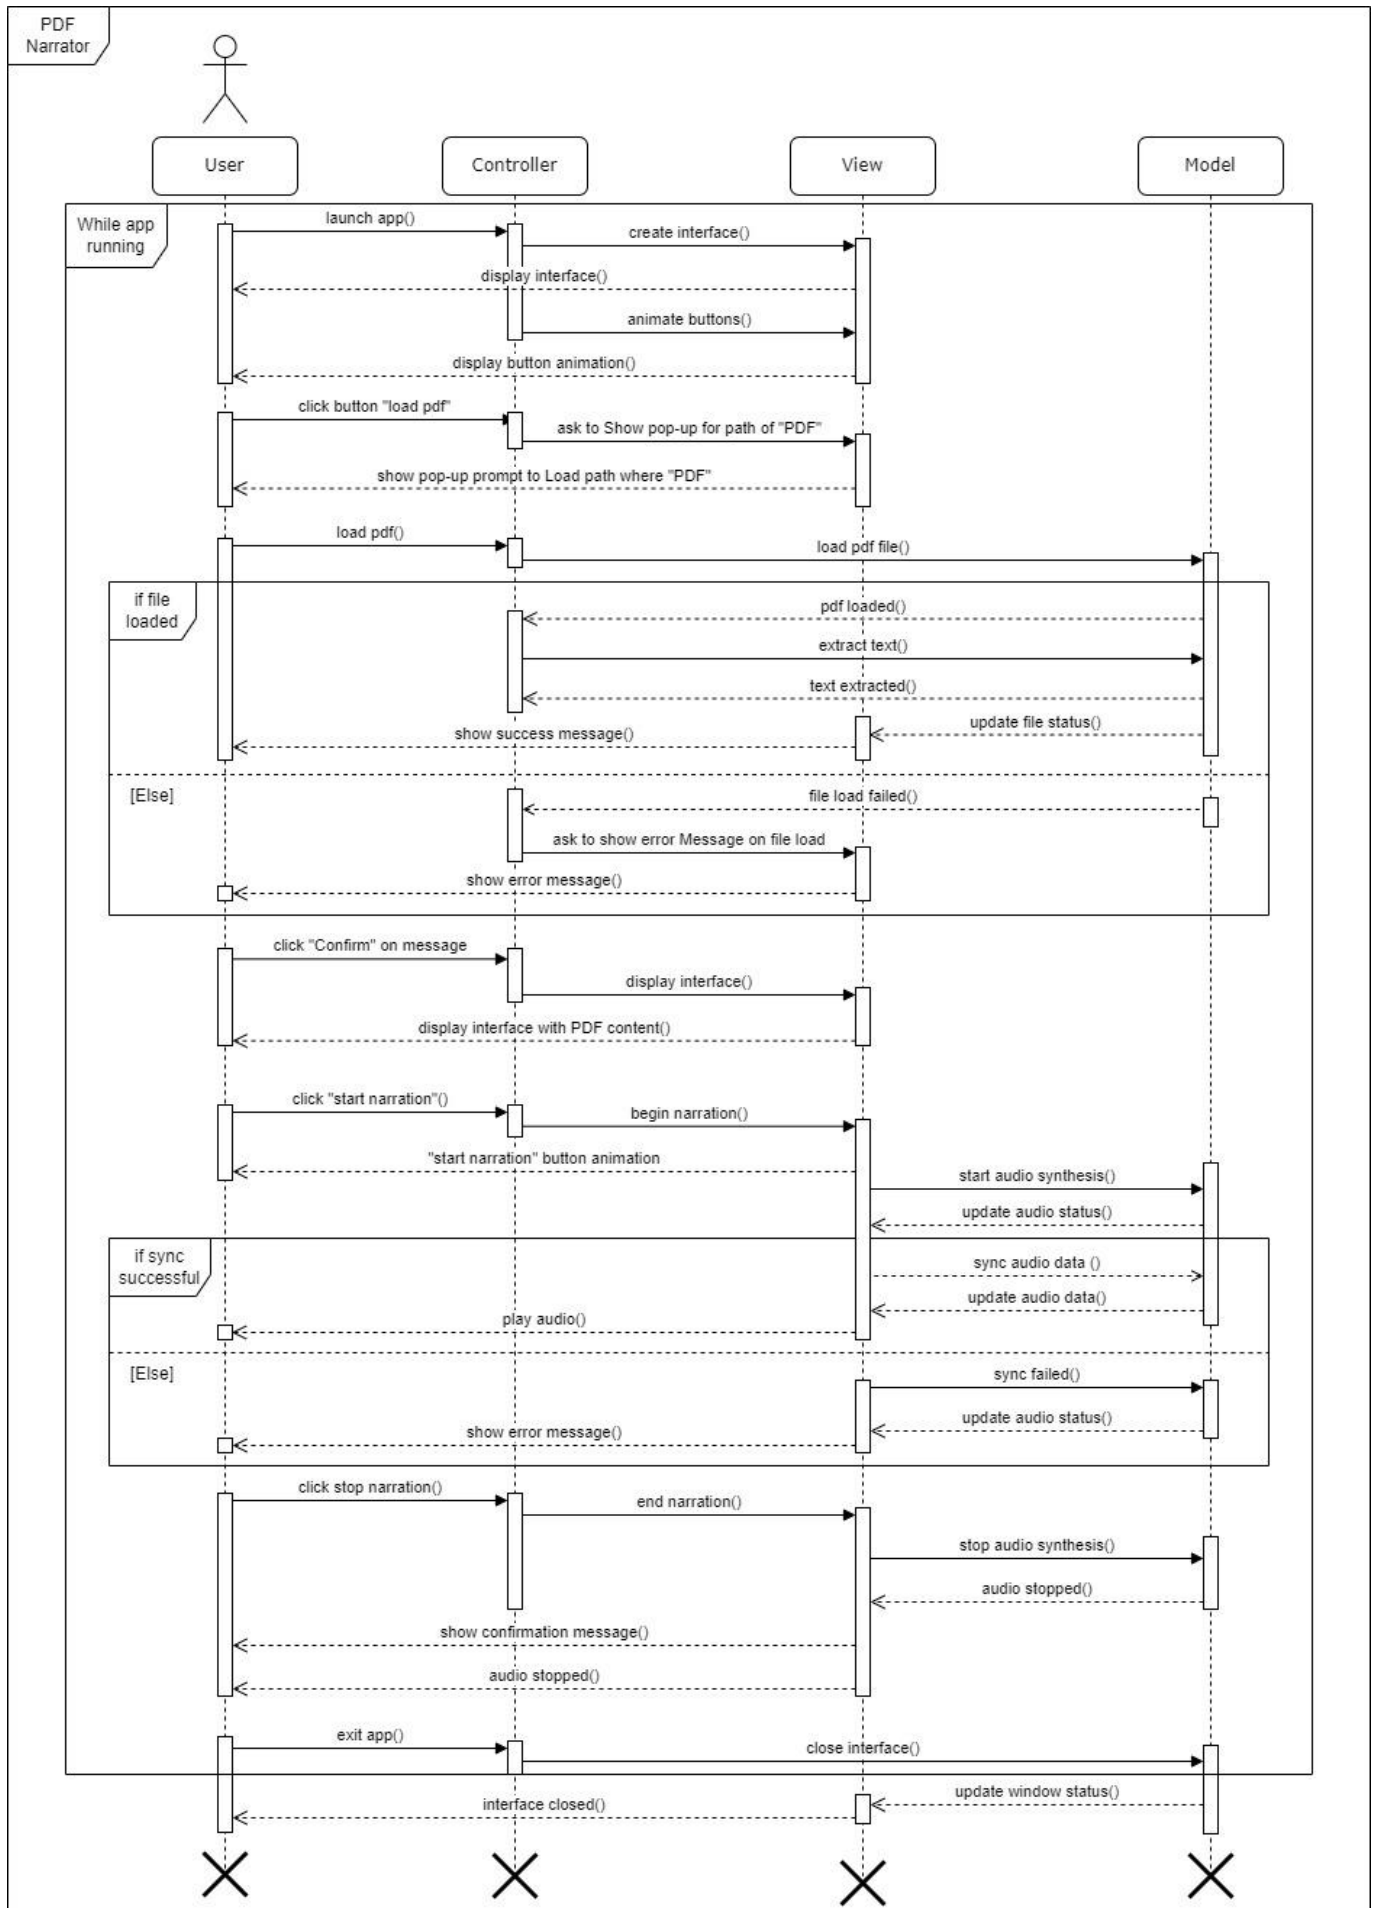 PDF
Narrator
User
Controller
View
Model
While app
running
launch app()
create interface()
display interface()
animate buttons()
display button animation()
click button "load pdf"
ask to Show pop-up for path of "PDF"
show pop-up prompt to Load path where "PDF"
load pdf()
load pdf file()
if file
loaded
pdf loaded()
extract text()
text extracted()
update file status()
show success message()
[Else]
file load failed()
ask to show error Message on file load
show error message()
click "Confirm" on message
display interface()
display interface with PDF content()
click "start narration"()
begin narration()
"start narration" button animation
start audio synthesis()
update audio status()
if sync
successful
sync audio data ()
update audio data()
play audio()
[Else]
sync failed()
update audio status()
show error message()
click stop narration()
end narration()
stop audio synthesis()
audio stopped()
show confirmation message()
audio stopped()
exit app()
close interface()
update window status()
interface closed()